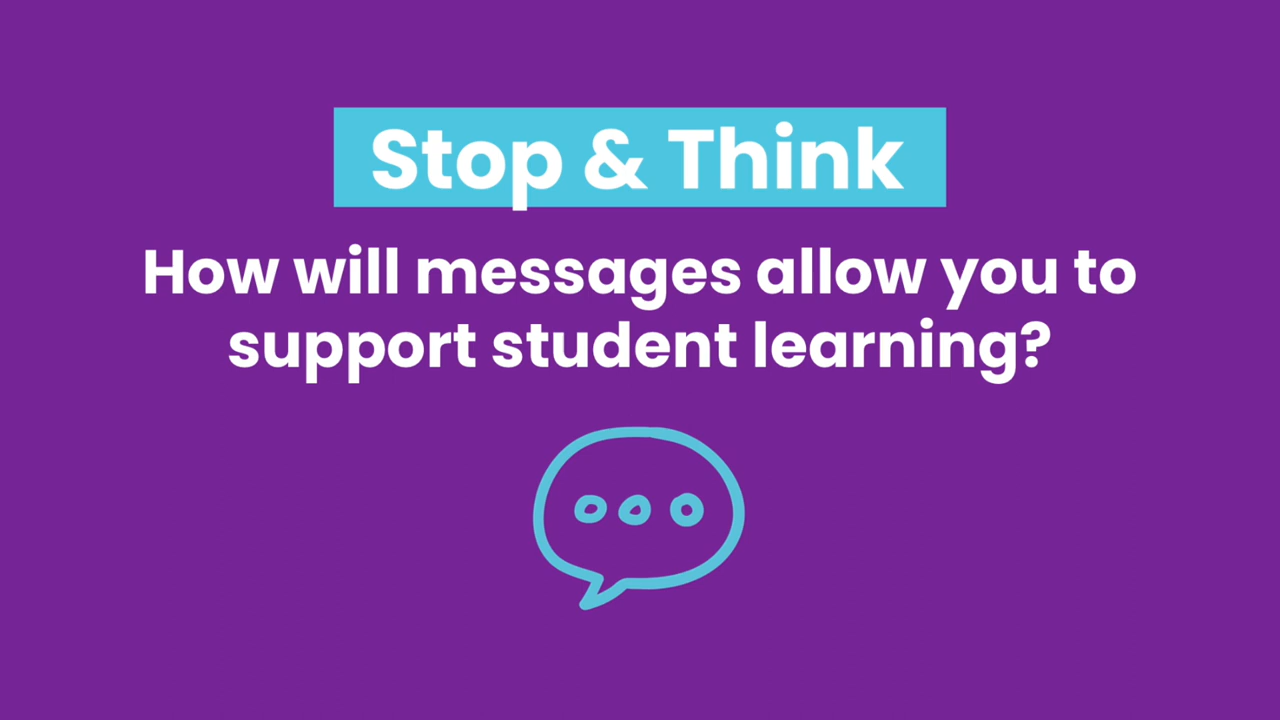 Stop & Think
How will messages allow you to
support student learning?